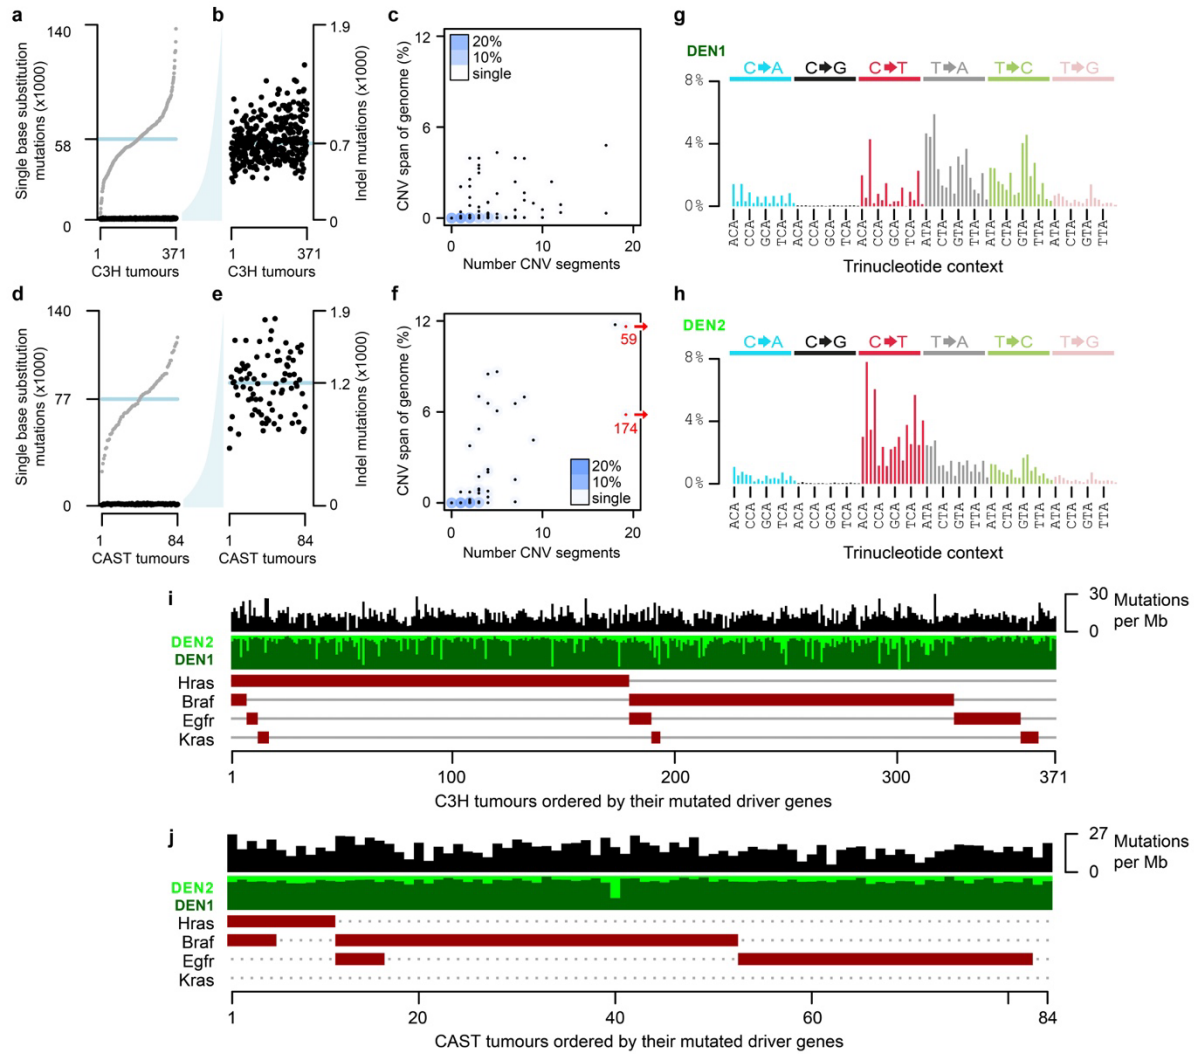 a
Single base substitution
mutations (x1000)
140
58
0
1
371
C3H tumours
b
1.9
0.7
0
Indel mutations (x1000)
1
371
C3H tumours
c
CNV span of genome (%)
12
6
0
20%
10%
single
0
10
20
Number CNV segments
g
DEN1
C➔A C➔G C➔T T➔A T➔C T➔G
8%
4%
0%
ACA CCA GCA TCA ACA CCA GCA TCA ACA CCA GCA TCA ATA CTA GTA TTA ATA CTA GTA TTA ATA CTA GTA TTA
Trinucleotide context
d
Single base substitution
mutations (x1000)
140
77
0
1
84
CAST tumours
e
1.9
1.2
0
Indel mutations (x1000)
1
84
CAST tumours
f
CNV span of genome (%)
12
6
0
59
174
20%
10%
single
0
10
20
Number CNV segments
h
DEN2
C➔A C➔G C➔T T➔A T➔C T➔G
8%
4%
0%
ACA CCA GCA TCA ACA CCA GCA TCA ACA CCA GCA TCA ATA CTA GTA TTA ATA CTA GTA TTA ATA CTA GTA TTA
Trinucleotide context
i
30
0
Mutations
per Mb
DEN2
DEN1
Hras
Braf
Egfr
Kras
1
100
200
300
371
C3H tumours ordered by their mutated driver genes
j
27
0
Mutations
per Mb
DEN2
DEN1
Hras
Braf
Egfr
Kras
1
20
40
60
84
CAST tumours ordered by their mutated driver genes